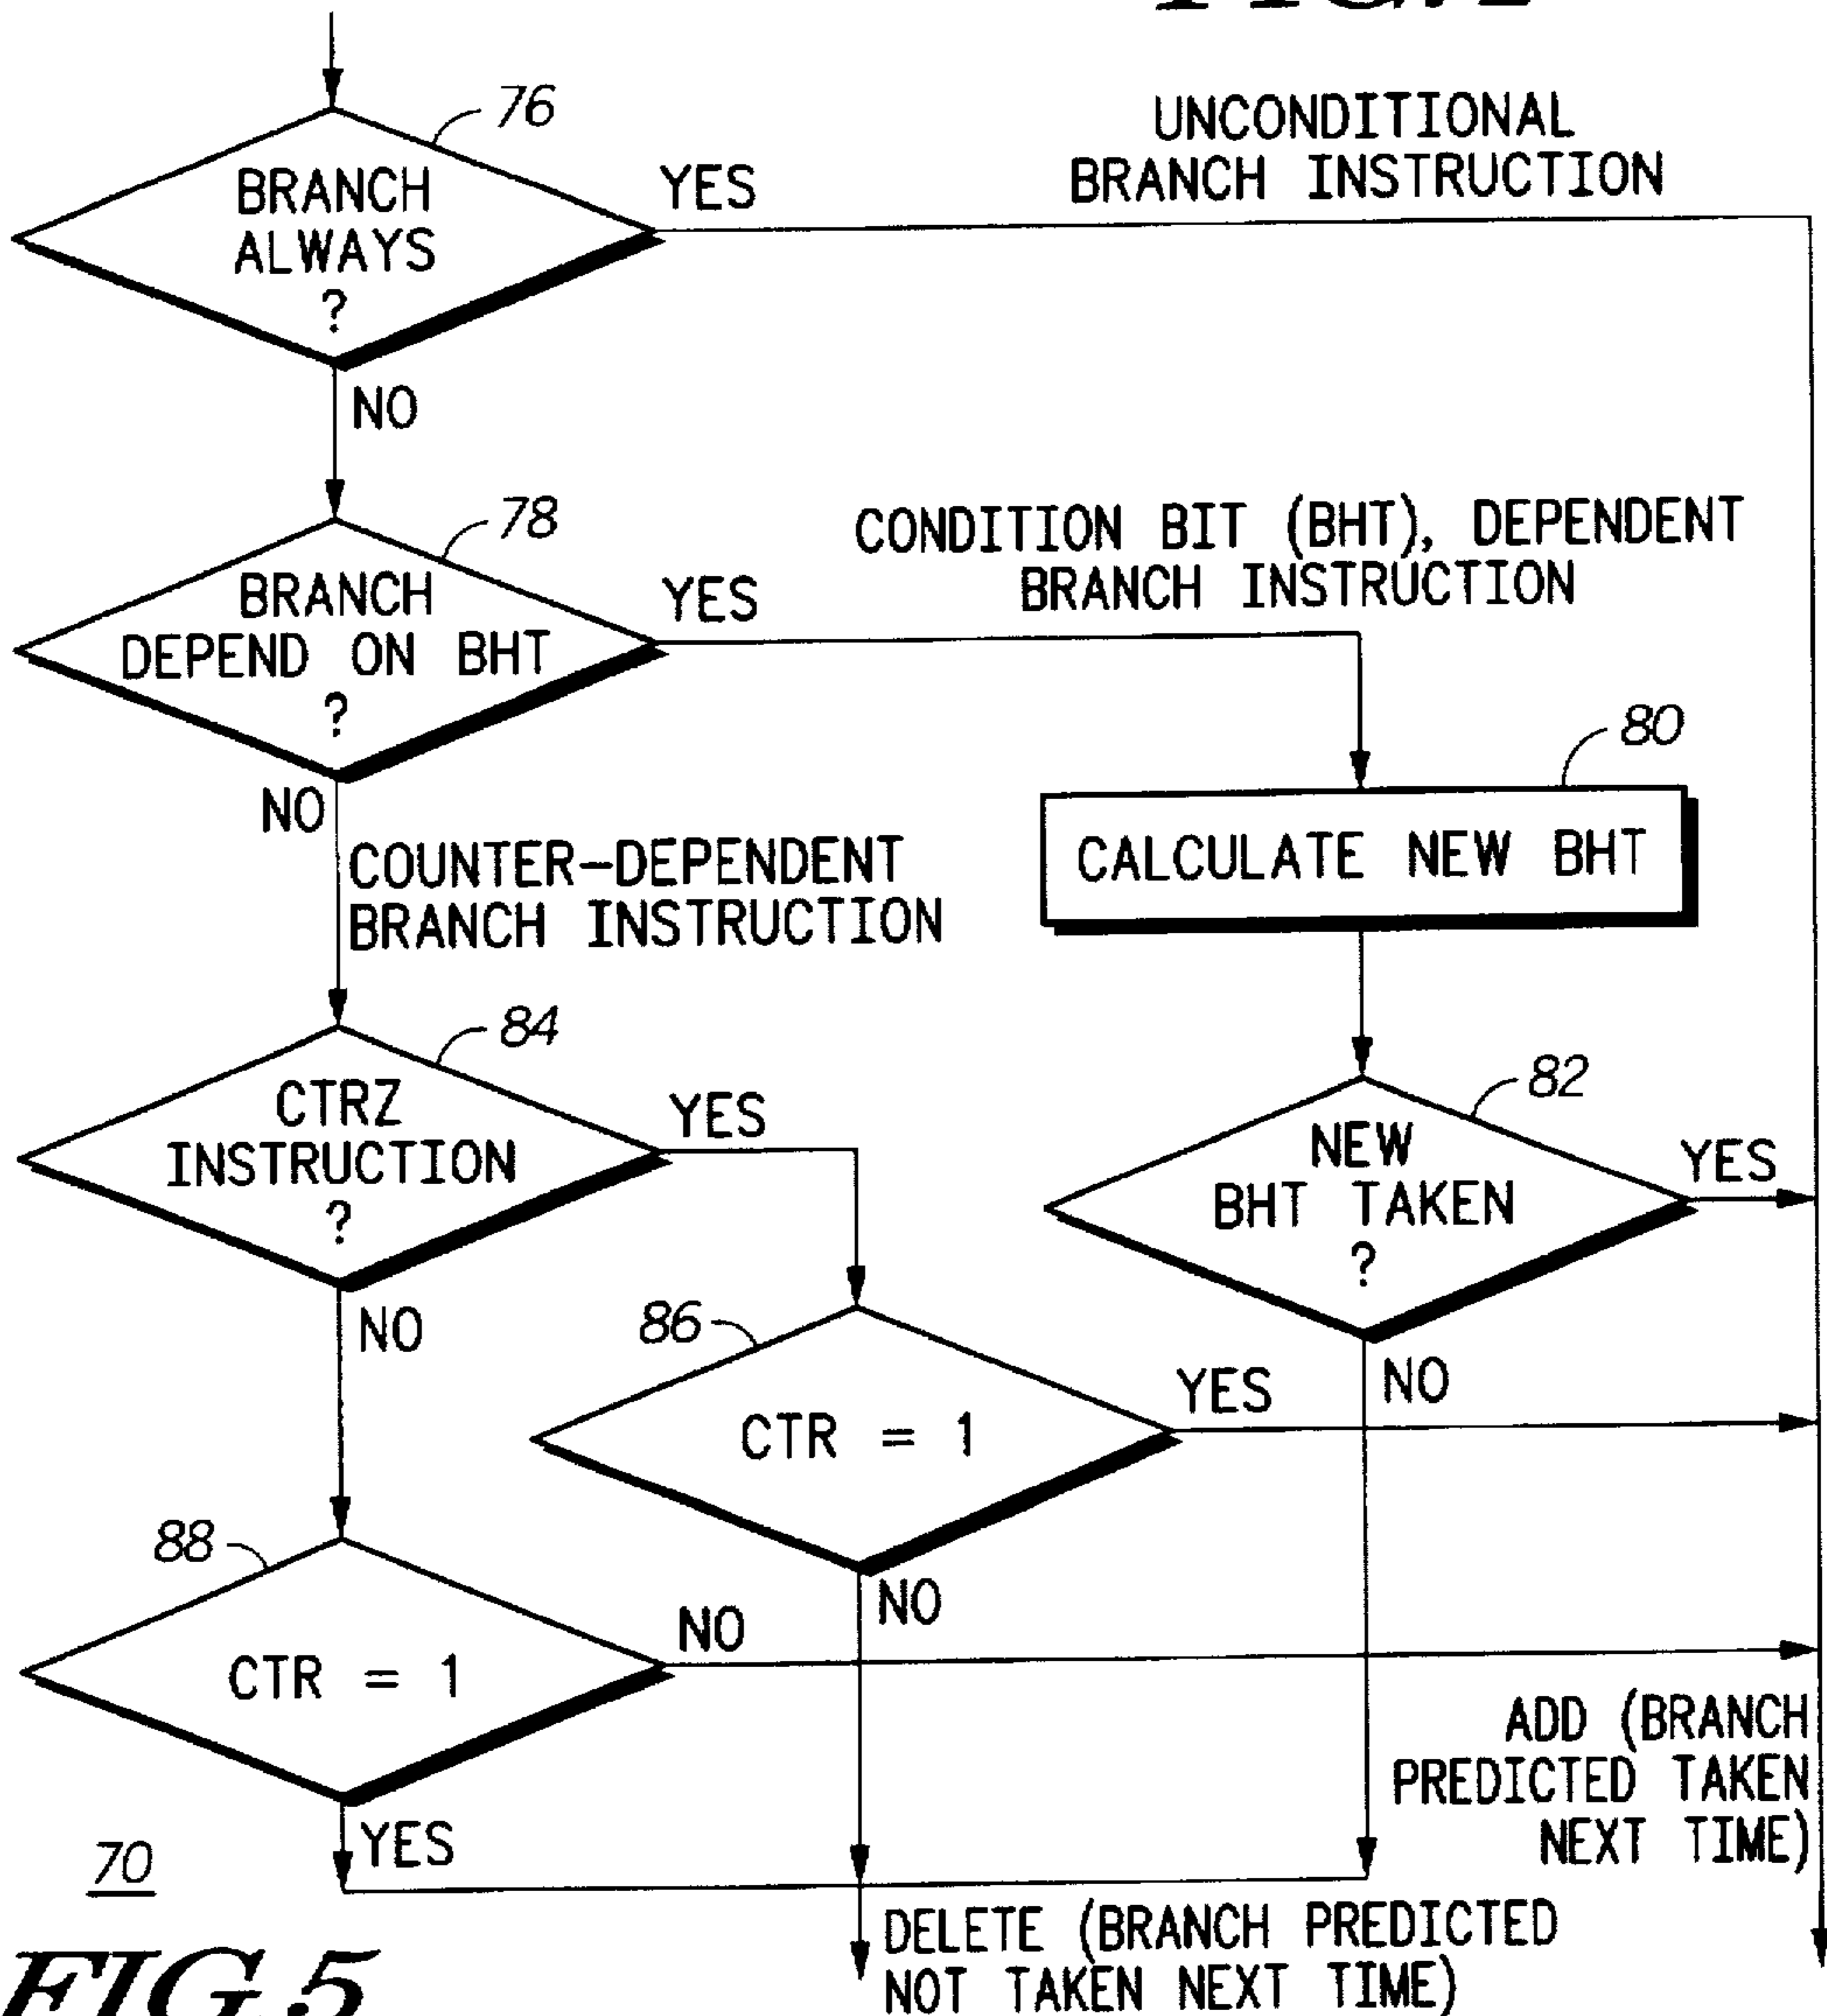 76
BRANCH
ALWAYS
?
YES
UNCONDITIONAL
BRANCH INSTRUCTION
NO
78
BRANCH
DEPEND ON BHT
?
YES
CONDITION BIT (BHT), DEPENDENT
BRANCH INSTRUCTION
80
CALCULATE NEW BHT
NO
COUNTER-DEPENDENT
BRANCH INSTRUCTION
84
CTRZ
INSTRUCTION
?
YES
82
NEW
BHT TAKEN
?
YES
NO
NO
86
CTR = 1
YES
NO
88
CTR = 1
NO
YES
ADD (BRANCH
PREDICTED TAKEN
NEXT TIME)
70
DELETE (BRANCH PREDICTED
NOT TAKEN NEXT TIME)
FIG.5